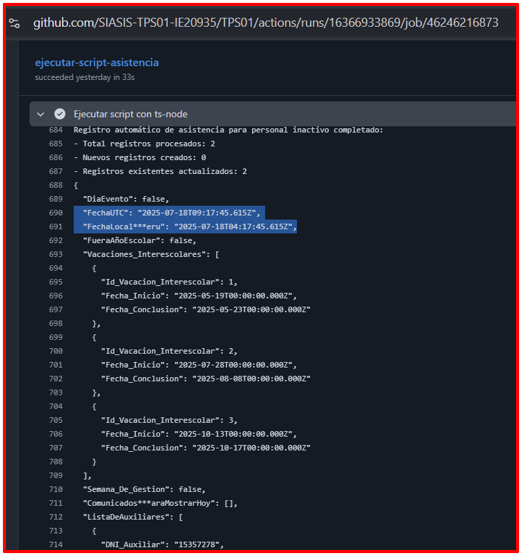 github.com/SIASIS-TPS01-IE20935/TPS01/actions/runs/16366933869/job/46246216873
ejecutar-script-asistencia
succeeded yesterday in 33s
Ejecutar script con ts-node
684 Registro automático de asistencia para personal inactivo completado:
685 - Total registros procesados: 2
686 - Nuevos registros creados: 0
687 - Registros existentes actualizados: 2
688 {
689 "DiaEvento": false,
690 "FechaUTC": "2025-07-18T09:17:45.615Z",
691 "FechaLocal***eru": "2025-07-18T04:17:45.615Z",
692 "FueraAñoEscolar": false,
693 "Vacaciones_Interescolares": [
694 {
695 "Id_Vacacion_Interescolar": 1,
696 "Fecha_Inicio": "2025-05-19T00:00:00.000Z",
697 "Fecha_Conclusion": "2025-05-23T00:00:00.000Z"
698 },
699 {
700 "Id_Vacacion_Interescolar": 2,
701 "Fecha_Inicio": "2025-07-28T00:00:00.000Z",
702 "Fecha_Conclusion": "2025-08-08T00:00:00.000Z"
703 },
704 {
705 "Id_Vacacion_Interescolar": 3,
706 "Fecha_Inicio": "2025-10-13T00:00:00.000Z",
707 "Fecha_Conclusion": "2025-10-17T00:00:00.000Z"
708 }
709 ],
710 "Semana_De_Gestion": false,
711 "Comunicados***araMostrarHoy": [],
712 "ListaDeAuxiliares": [
713 {
714 "DNI_Auxiliar": "15357278",